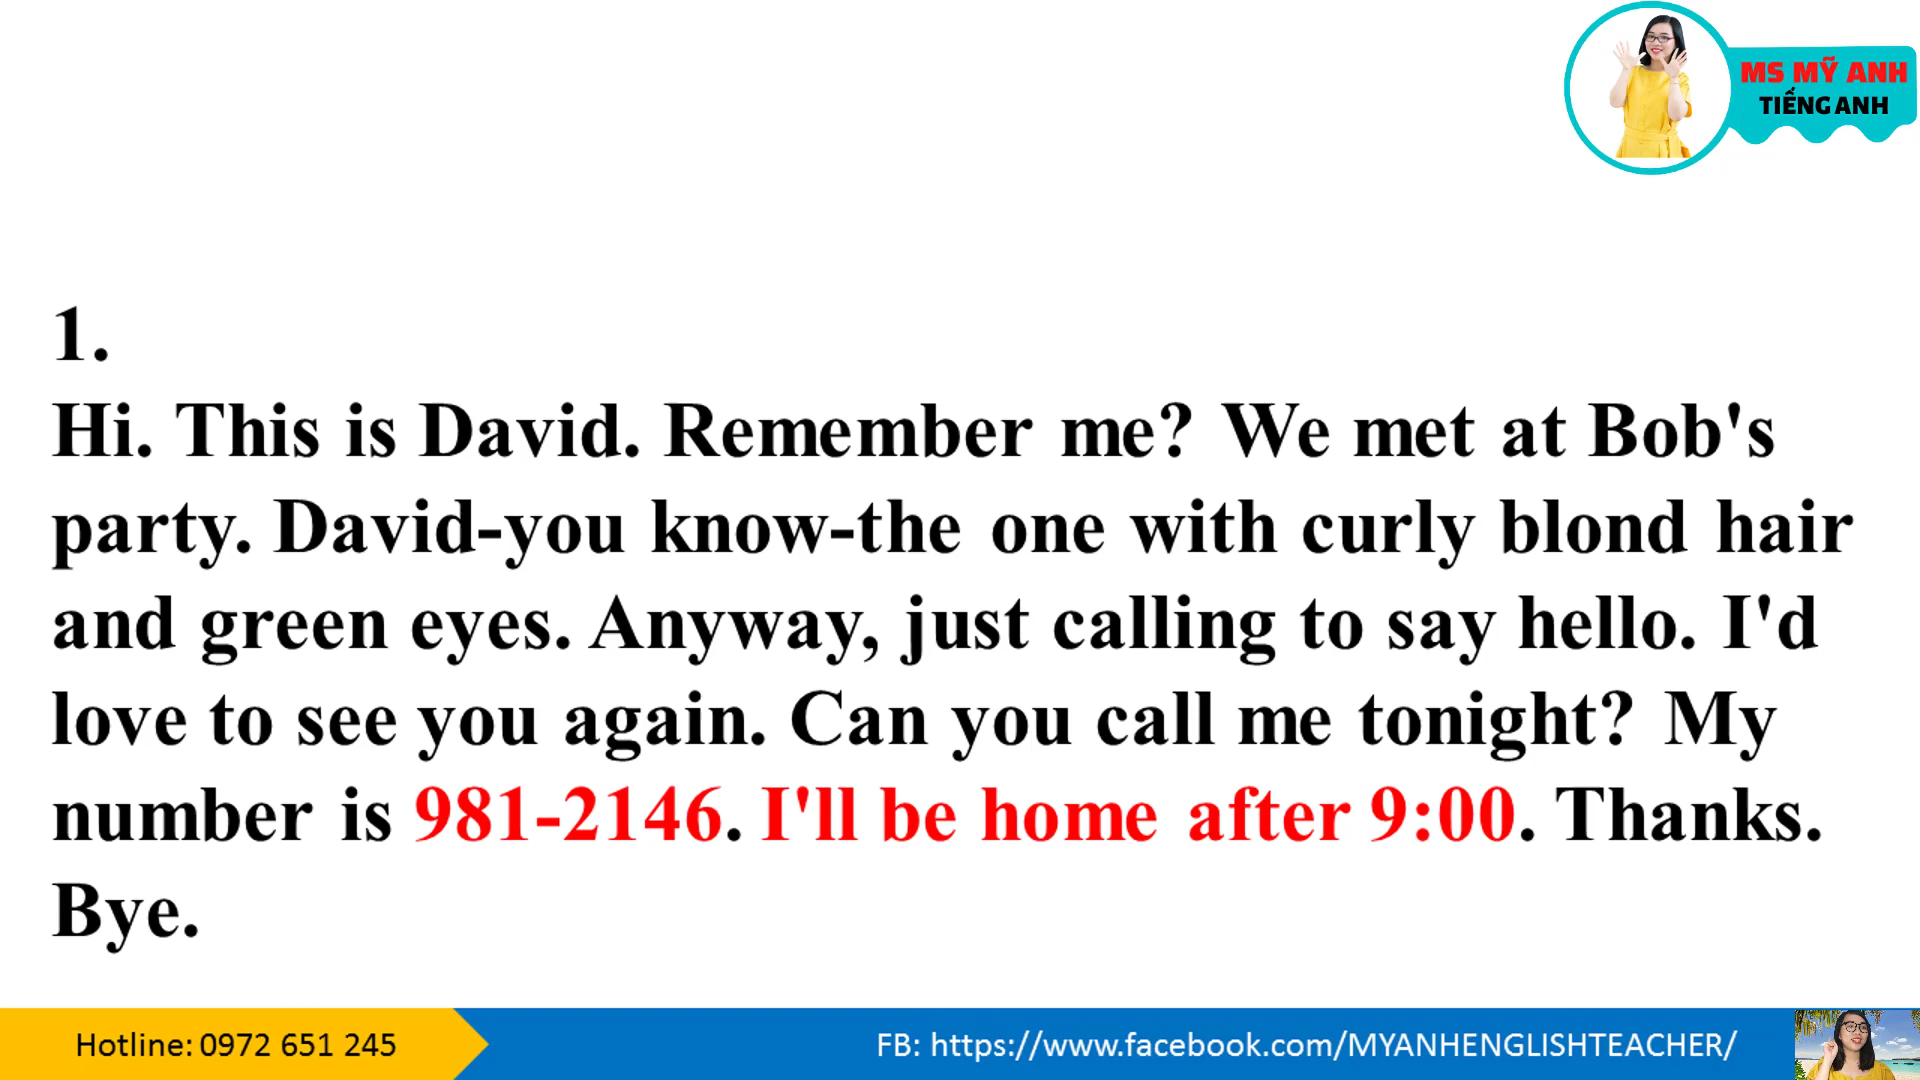 MS MỸ ANH
TIẾNG ANH
1.
Hi. This is David. Remember me? We met at Bob's
party. David-you know-the one with curly blond hair
and green eyes. Anyway, just calling to say hello. I'd
love to see you again. Can you call me tonight? My
number is 981-2146. I'll be home after 9:00. Thanks.
Bye.
Hotline: 0972 651 245
FB: https://www.facebook.com/MYANHENGLISHTEACHER/